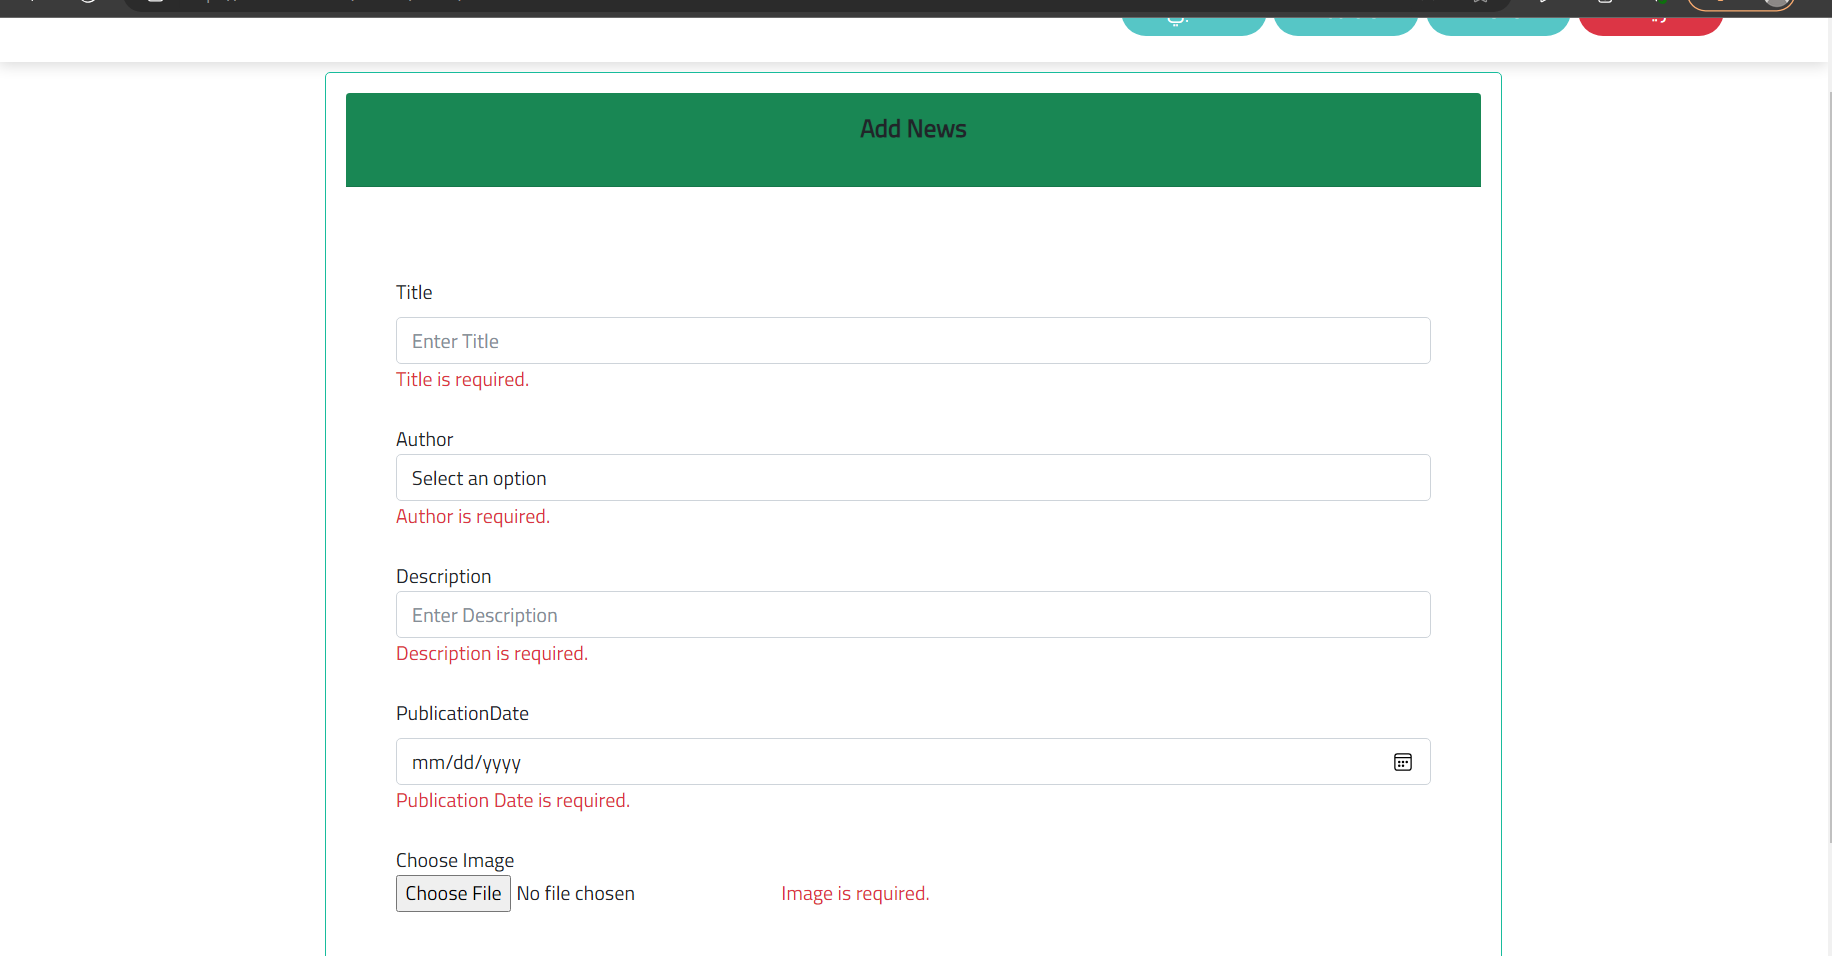 Add News
Title
Enter Title
Title is required.
Author
Select an option
Author is required.
Description
Enter Description
Description is required.
PublicationDate
mm/dd/yyyy
Publication Date is required.
Choose Image
Choose File No file chosen Image is required.